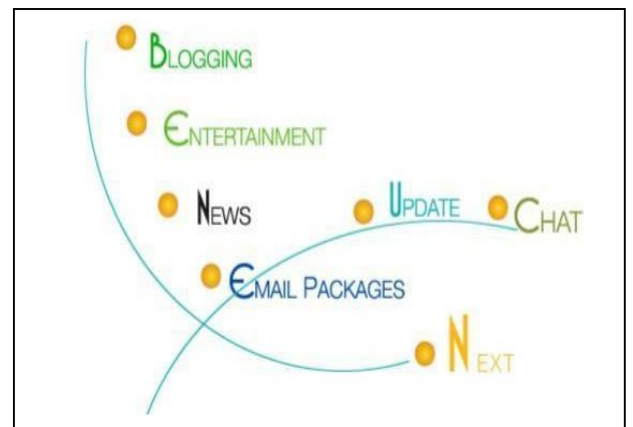 BLOGGING
ENTERTAINMENT
NEWS
UPDATE
CHAT
EMAIL PACKAGES
NEXT